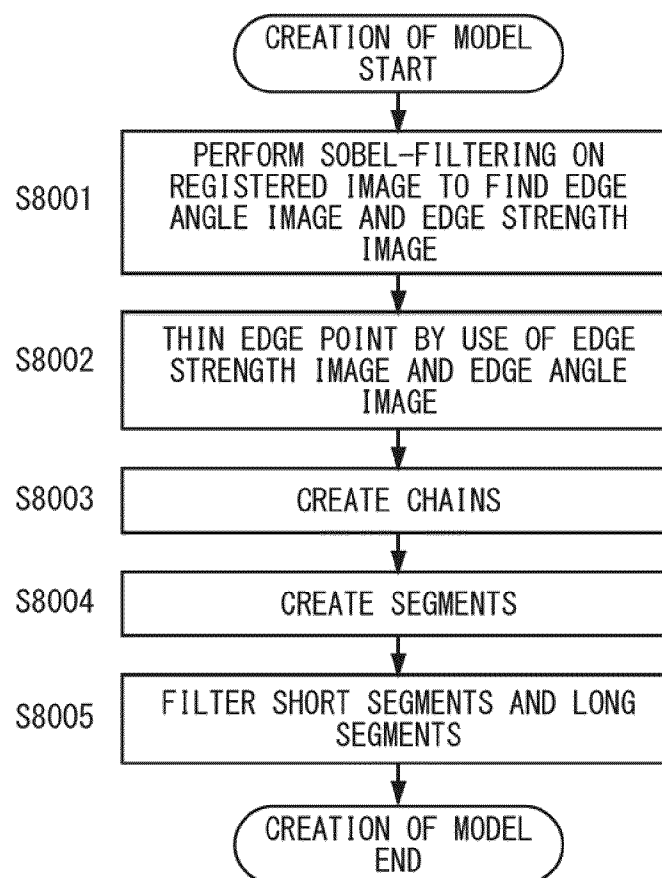 CREATION OF MODEL
START
S8001
PERFORM SOBEL-FILTERING ON
REGISTERED IMAGE TO FIND EDGE
ANGLE IMAGE AND EDGE STRENGTH
IMAGE
S8002
THIN EDGE POINT BY USE OF EDGE
STRENGTH IMAGE AND EDGE ANGLE
IMAGE
S8003
CREATE CHAINS
S8004
CREATE SEGMENTS
S8005
FILTER SHORT SEGMENTS AND LONG
SEGMENTS
CREATION OF MODEL
END